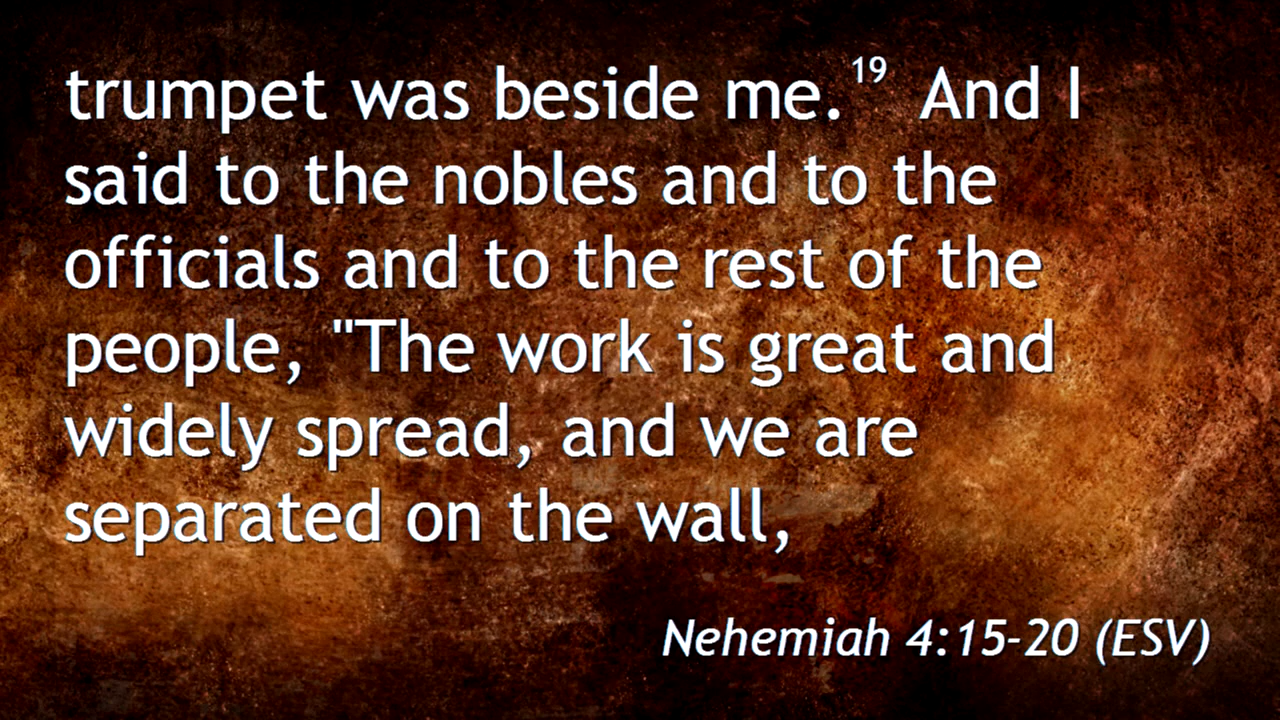 trumpet was beside me.19 And I
said to the nobles and to the
officials and to the rest of the
people, "The work is great and
widely spread, and we are
separated on the wall,
Nehemiah 4:15-20 (ESV)